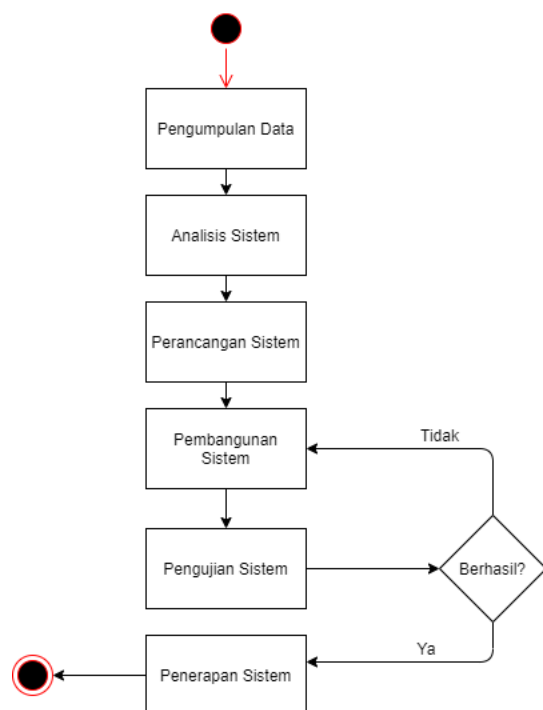 Pengumpulan Data
Analisis Sistem
Perancangan Sistem
Pembangunan
Sistem
Tidak
Pengujian Sistem
Berhasil?
Ya
Penerapan Sistem